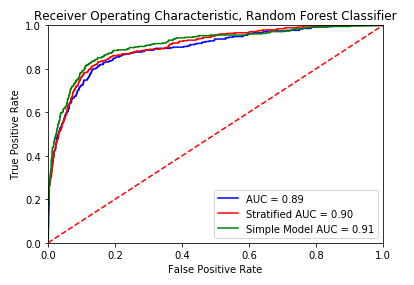 Receiver Operating Characteristic, Random Forest Classifier
1.0
0.8
0.6
0.4
0.2
0.0
True Positive Rate
AUC = 0.89
Stratified AUC = 0.90
Simple Model AUC = 0.91
0.0 0.2 0.4 0.6 0.8 1.0
False Positive Rate